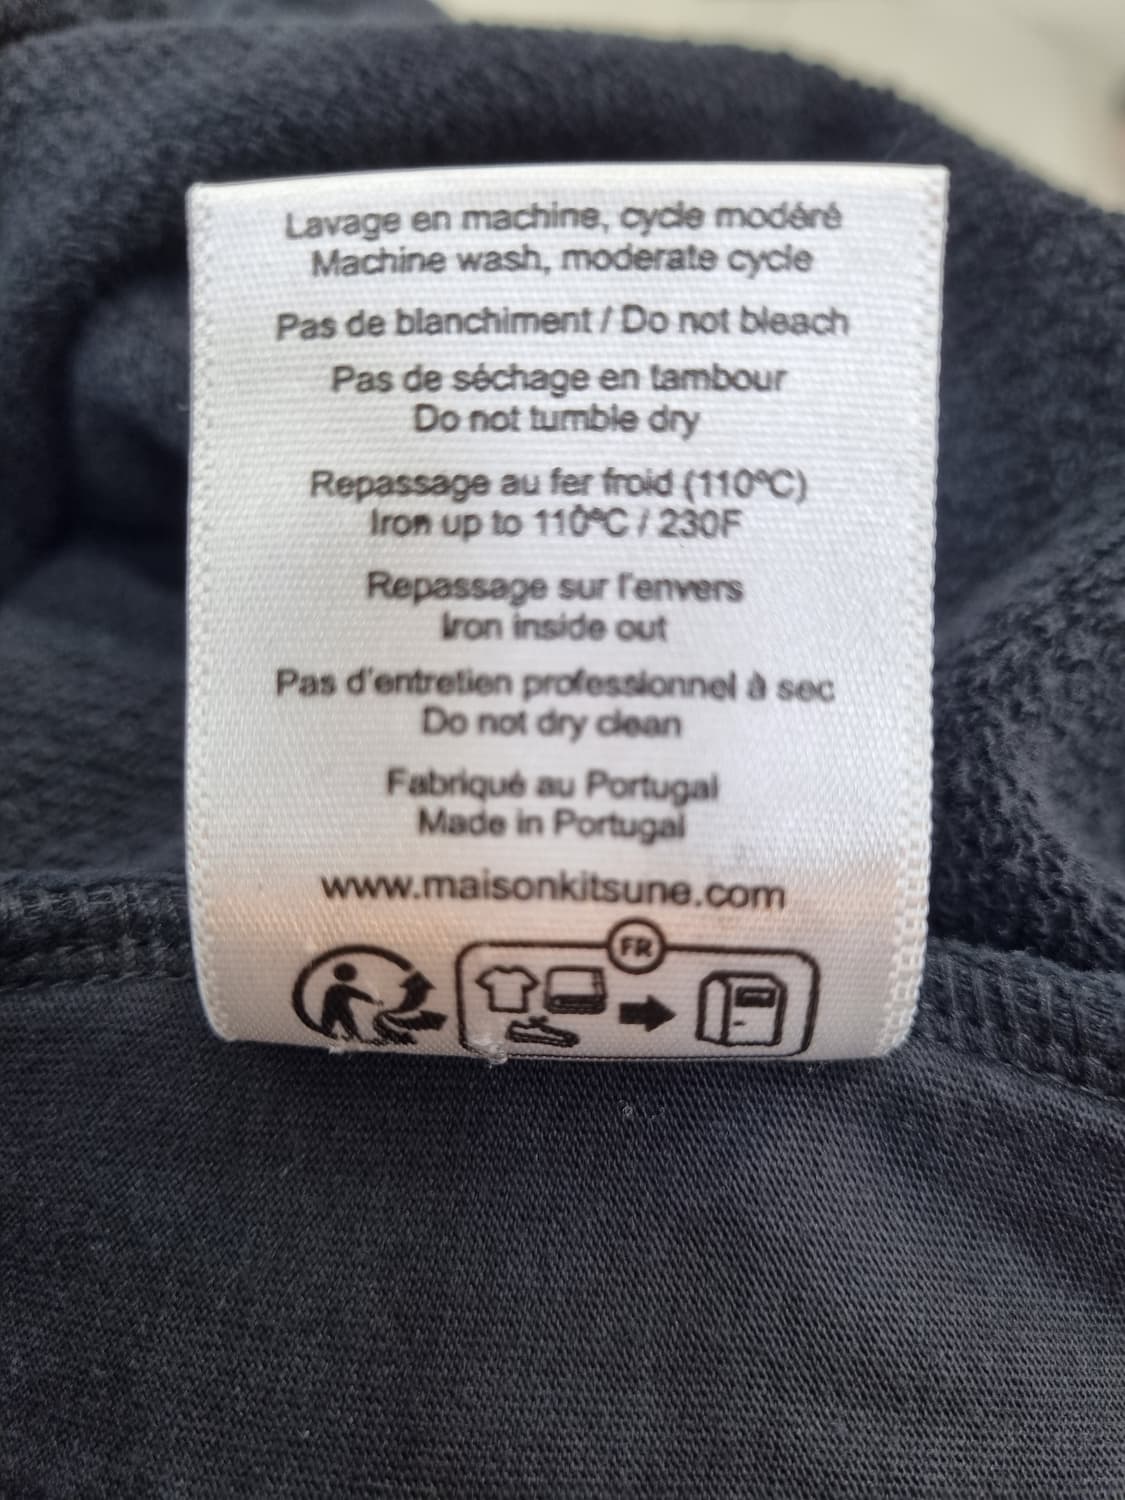 Lavage en machine, cycle modéré
Machine wash, moderate cycle
Pas de blanchiment / Do not bleach
Pas de séchage en tambour
Do not tumble dry
Repassage au fer froid (110ºC)
Iron up to 110ºC / 230F
Repassage sur l'envers
Iron inside out
Pas d'entretien professionnel à sec
Do not dry clean
Fabriqué au Portugal
Made in Portugal
www.maisonkitsune.com
FR